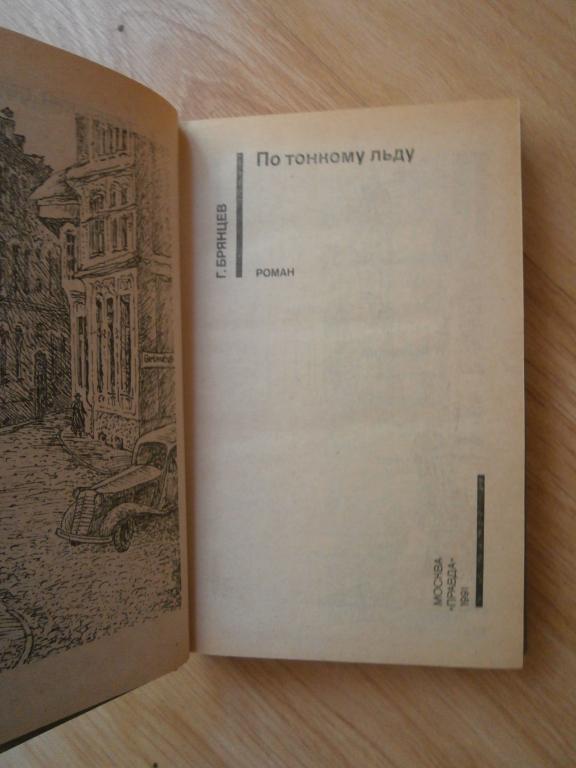 По тонкому льду
Г. БРЯНЦЕВ
РОМАН
МОСКВА
«ПРАВДА»
1991